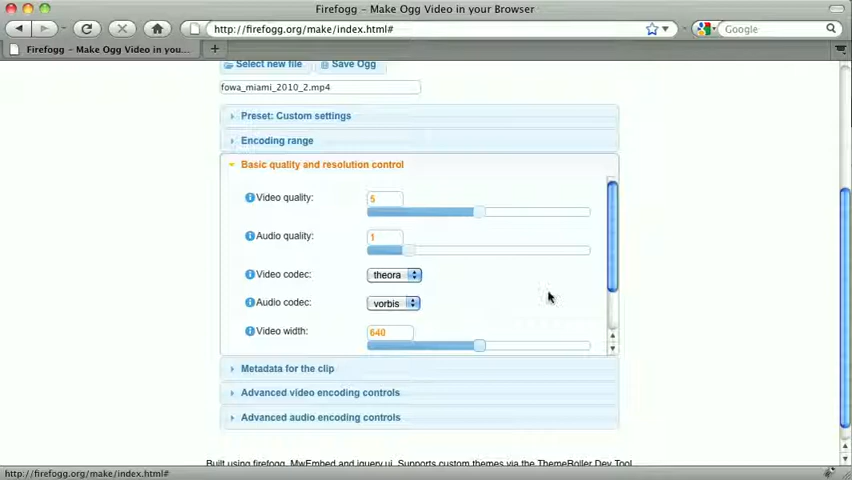 Firefogg — Make Ogg Video in your Browser
http://firefogg.org/make/index.html#
Google
Firefogg — Make Ogg Video in you...
Select new file
Save Ogg
fowa_miami_2010_2.mp4
Preset: Custom settings
Encoding range
Basic quality and resolution control
Video quality:
5
Audio quality:
1
Video codec:
theora
Audio codec:
vorbis
Video width:
640
Metadata for the clip
Advanced video encoding controls
Advanced audio encoding controls
Built using firefogg, MwEmbed and jquery ui. Supports custom themes via the ThemeRoller Dev Tool
http://firefogg.org/make/index.html#